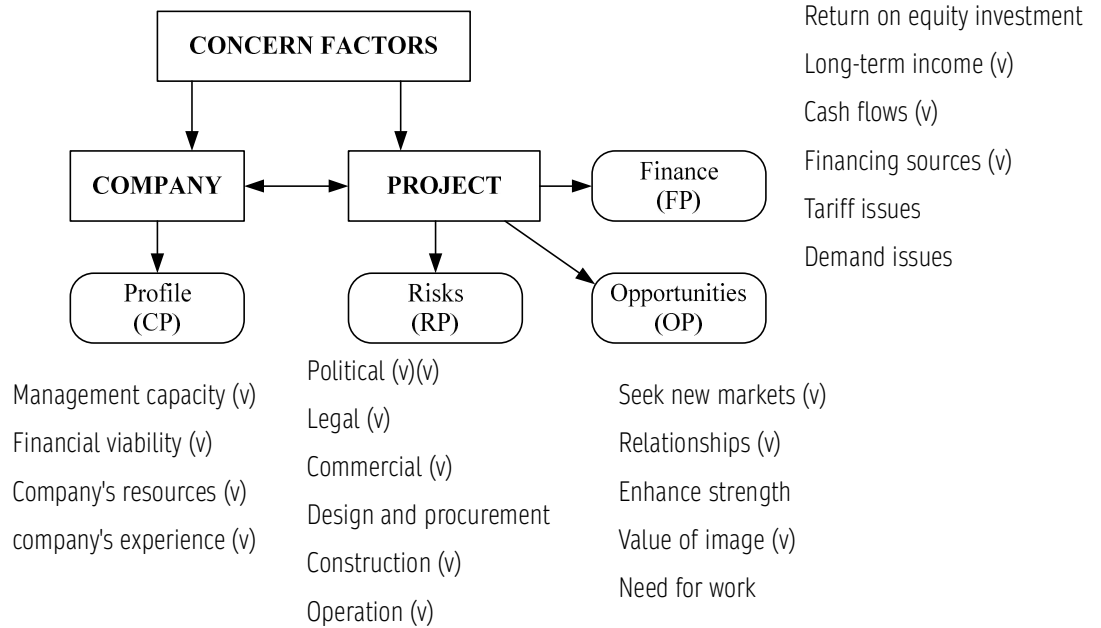 CONCERN FACTORS
COMPANY
PROJECT
Finance
(FP)
Profile
(CP)
Risks
(RP)
Opportunities
(OP)
Return on equity investment
Long-term income (v)
Cash flows (v)
Financing sources (v)
Tariff issues
Demand issues
Management capacity (v)
Financial viability (v)
Company's resources (v)
company's experience (v)
Political (v)(v)
Legal (v)
Commercial (v)
Design and procurement
Construction (v)
Operation (v)
Seek new markets (v)
Relationships (v)
Enhance strength
Value of image (v)
Need for work